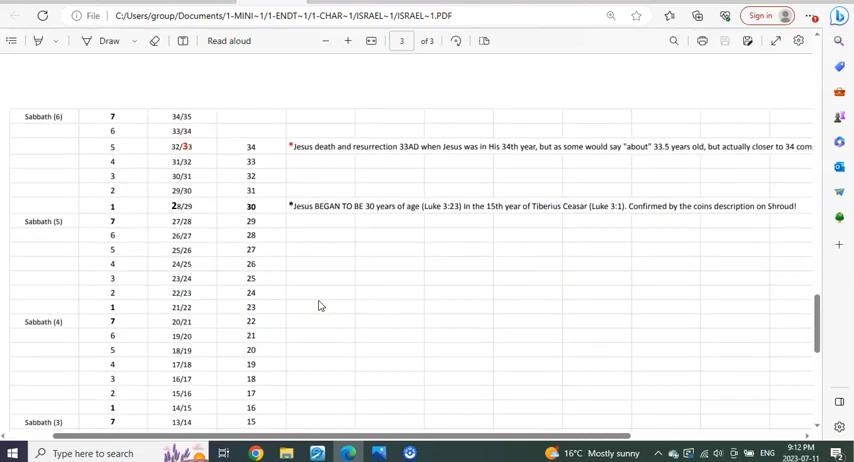 File C:/Users/group/Documents/1-MINI~1/1-ENDT~1/1-CHAR~1/ISRAEL~1/ISRAEL~1.PDF Sign in
Draw Read aloud 3 of 3
Sabbath (6) 7 34/35
6 33/34
5 32/33 34 *Jesus death and resurrection 33AD when Jesus was in His 34th year, but as some would say "about" 33.5 years old, but actually closer to 34 com
4 31/32 33
3 30/31 32
2 29/30 31
1 28/29 30 *Jesus BEGAN TO BE 30 years of age (Luke 3:23) In the 15th year of Tiberius Ceasar (Luke 3:1). Confirmed by the coins description on Shroud!
Sabbath (5) 7 27/28 29
6 26/27 28
5 25/26 27
4 24/25 26
3 23/24 25
2 22/23 24
1 21/22 23
Sabbath (4) 7 20/21 22
6 19/20 21
5 18/19 20
4 17/18 19
3 16/17 18
2 15/16 17
1 14/15 16
Sabbath (3) 7 13/14 15
Type here to search 16°C Mostly sunny ENG 9:12 PM
2023-07-11 2